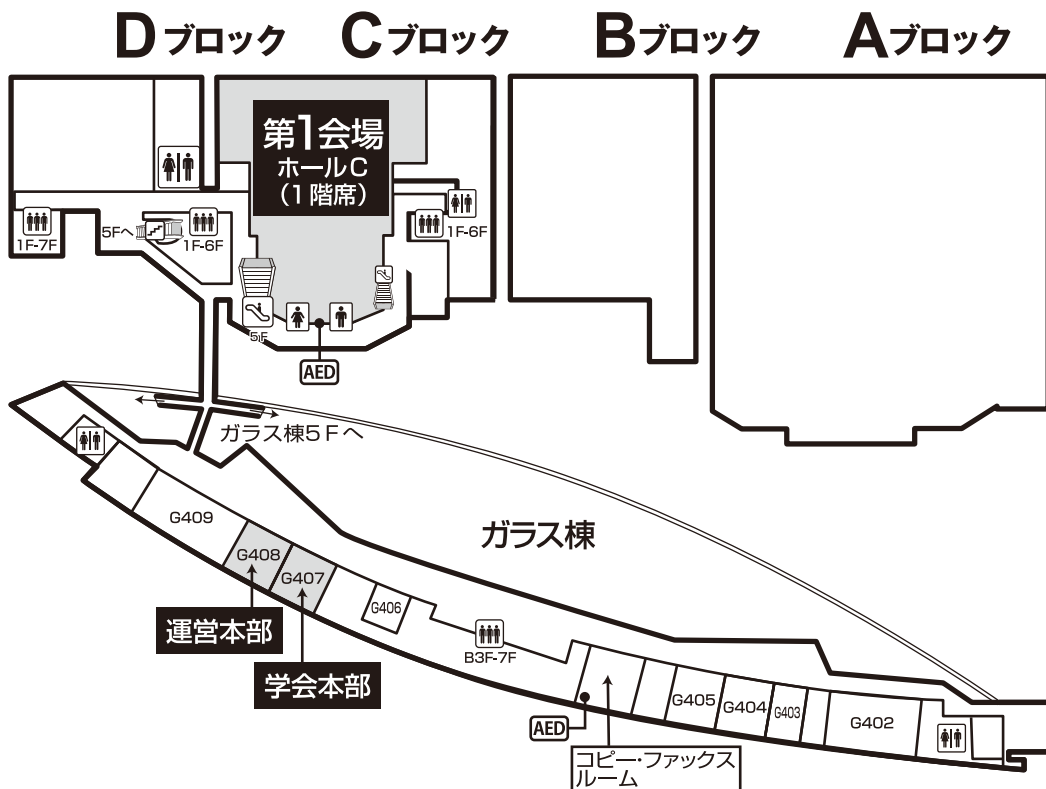 Dブロック Cブロック Bブロック Aブロック
第1会場
ホールC
(1階席)
1F-7F
5Fへ
1F-6F
1F-6F
5F
AED
ガラス棟5Fへ
ガラス棟
G409
G408
G407
G406
運営本部
学会本部
B3F-7F
G405
G404
G403
G402
AED
コピー・ファックス
ルーム